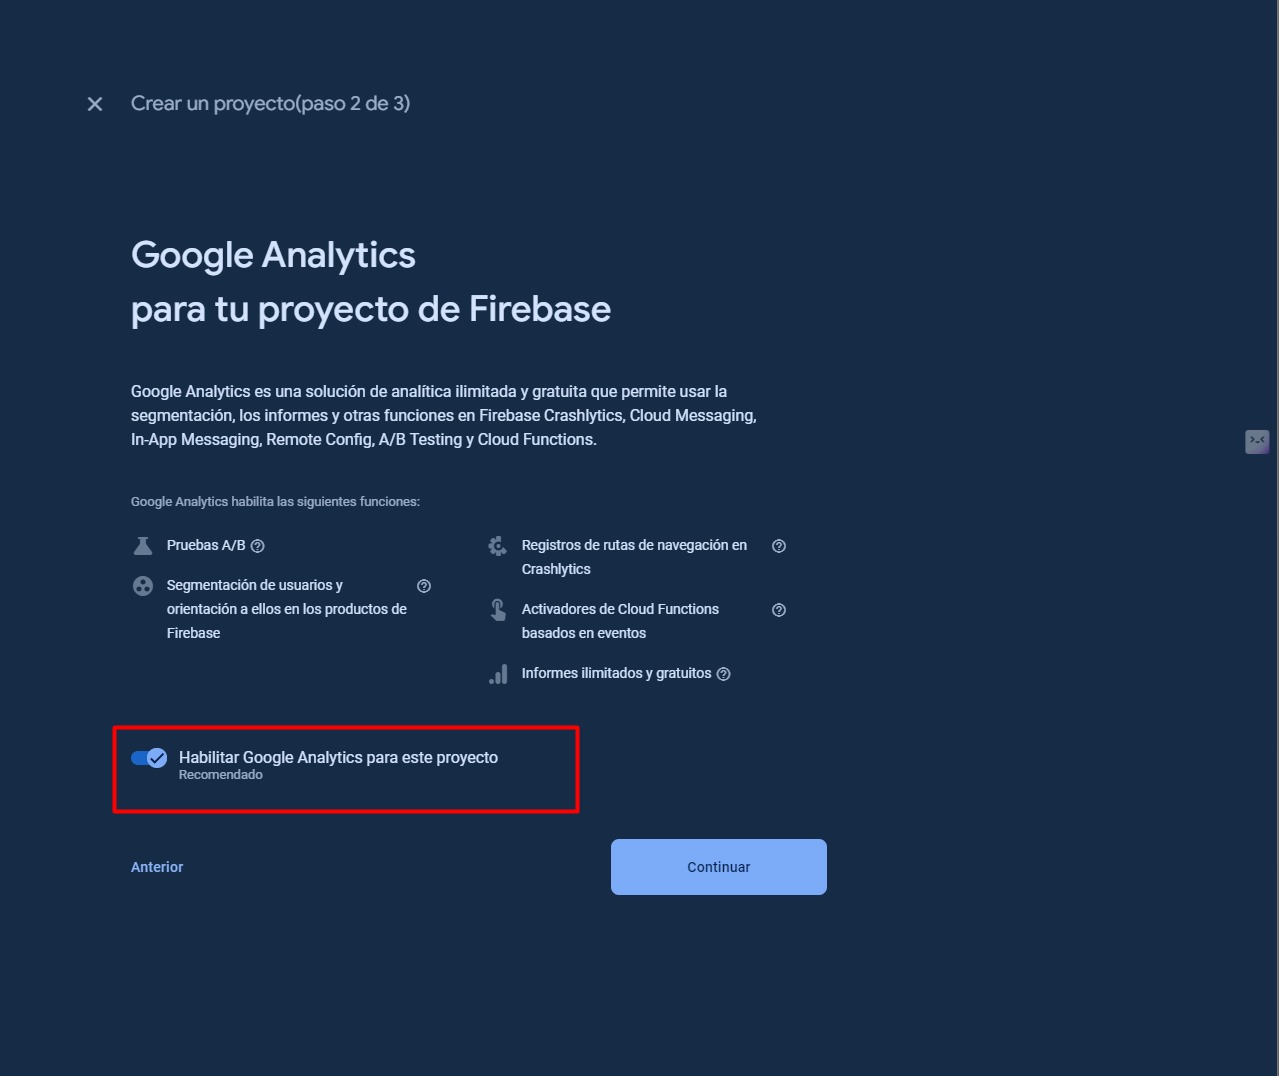 Crear un proyecto(paso 2 de 3)
Google Analytics
para tu proyecto de Firebase
Google Analytics es una solución de analítica ilimitada y gratuita que permite usar la
segmentación, los informes y otras funciones en Firebase Crashlytics, Cloud Messaging,
In-App Messaging, Remote Config, A/B Testing y Cloud Functions.
Google Analytics habilita las siguientes funciones:
Pruebas A/B
Segmentación de usuarios y
orientación a ellos en los productos de
Firebase
Registros de rutas de navegación en
Crashlytics
Activadores de Cloud Functions
basados en eventos
Informes ilimitados y gratuitos
Habilitar Google Analytics para este proyecto
Recomendado
Anterior
Continuar